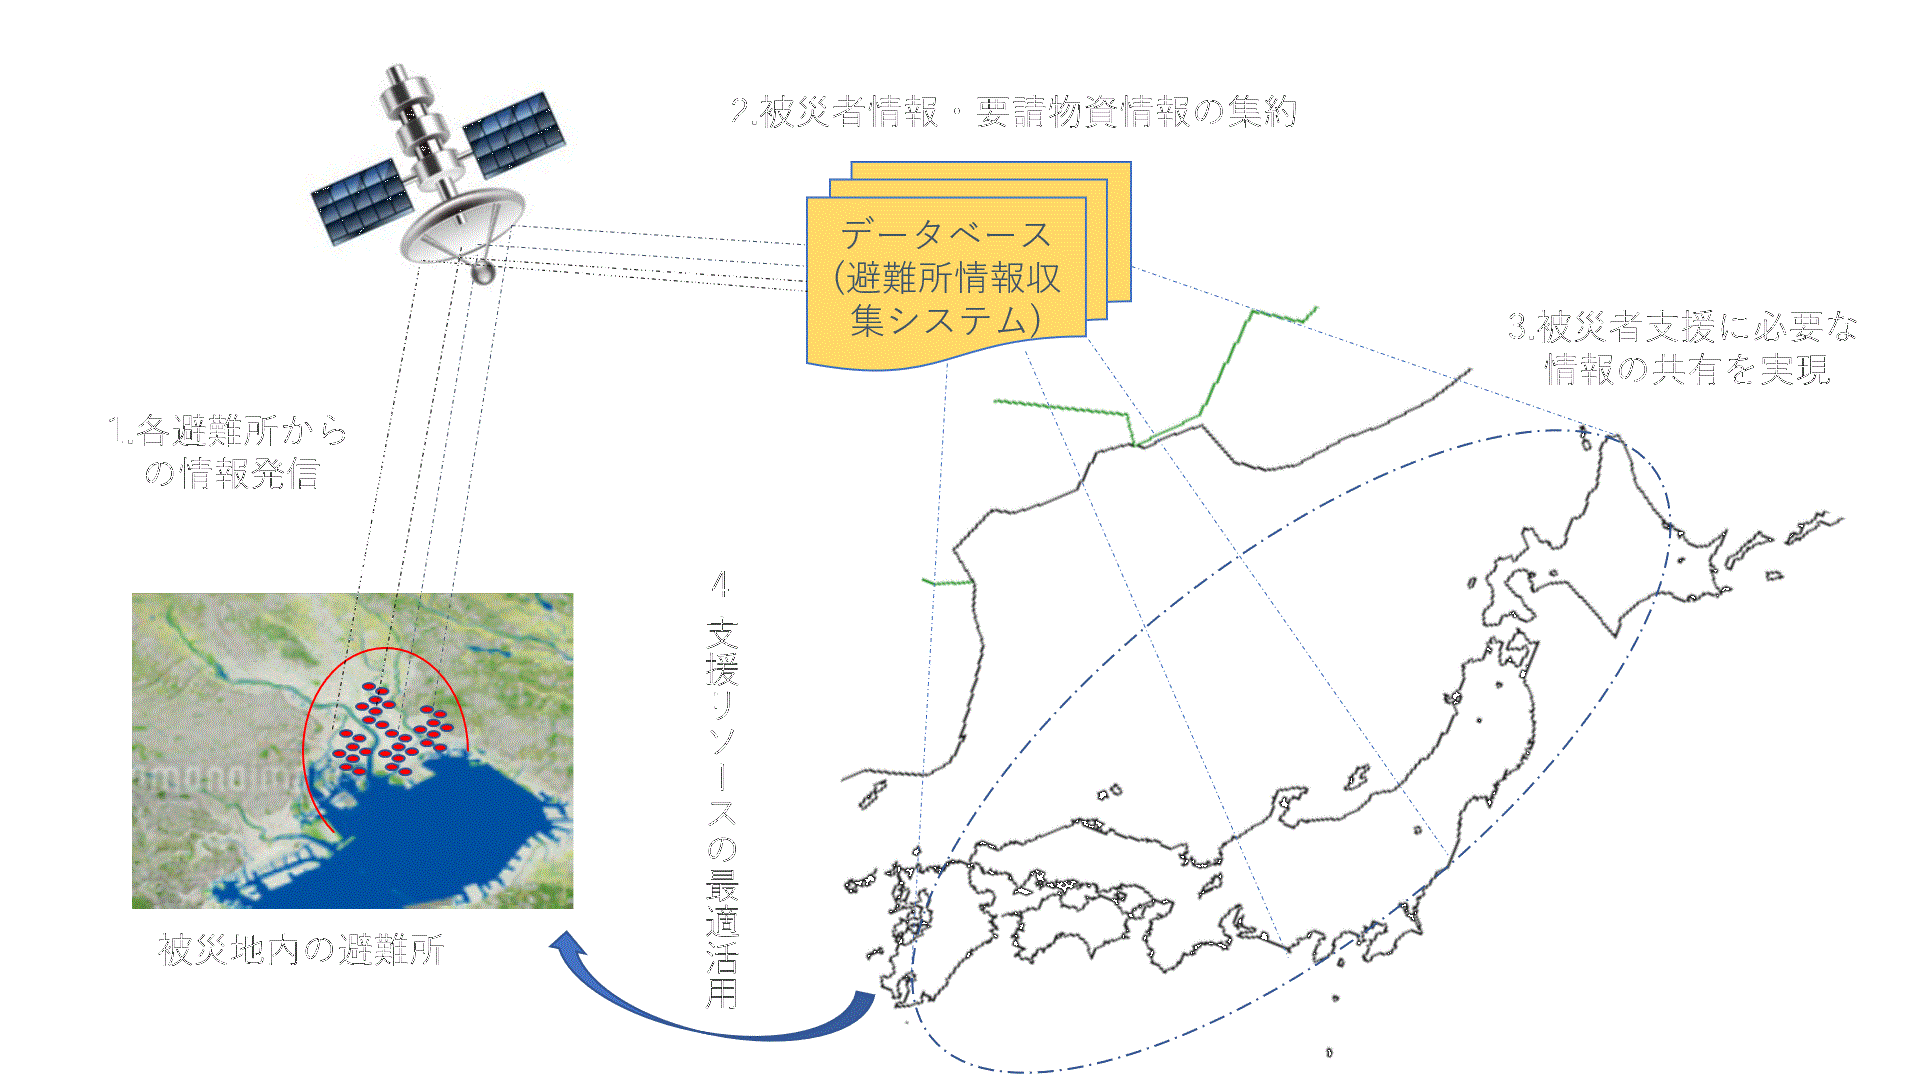 2.被災者情報・要請物資情報の集約
データベース
(避難所情報収
集システム)
3.被災者支援に必要な
情報の共有を実現
1.各避難所から
の情報発信
4
支援リソースの最適活用
被災地内の避難所